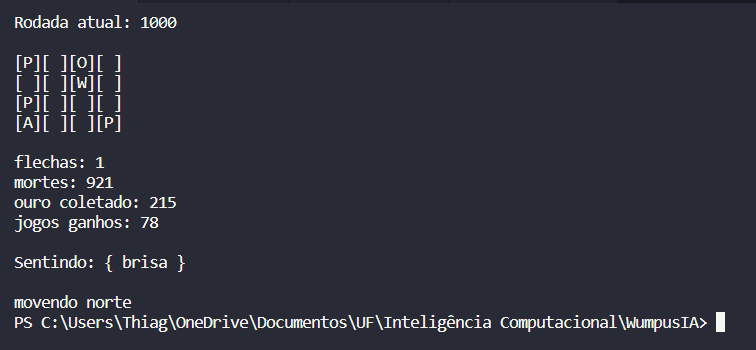 Rodada atual: 1000
[P][ ][O][ ]
[ ][ ][W][ ]
[P][ ][ ][ ]
[A][ ][ ][P]
flechas: 1
mortes: 921
ouro coletado: 215
jogos ganhos: 78
Sentindo: { brisa }
movendo norte
PS C:\Users\Thiag\OneDrive\Documentos\UF\Inteligência Computacional\WumpusIA>